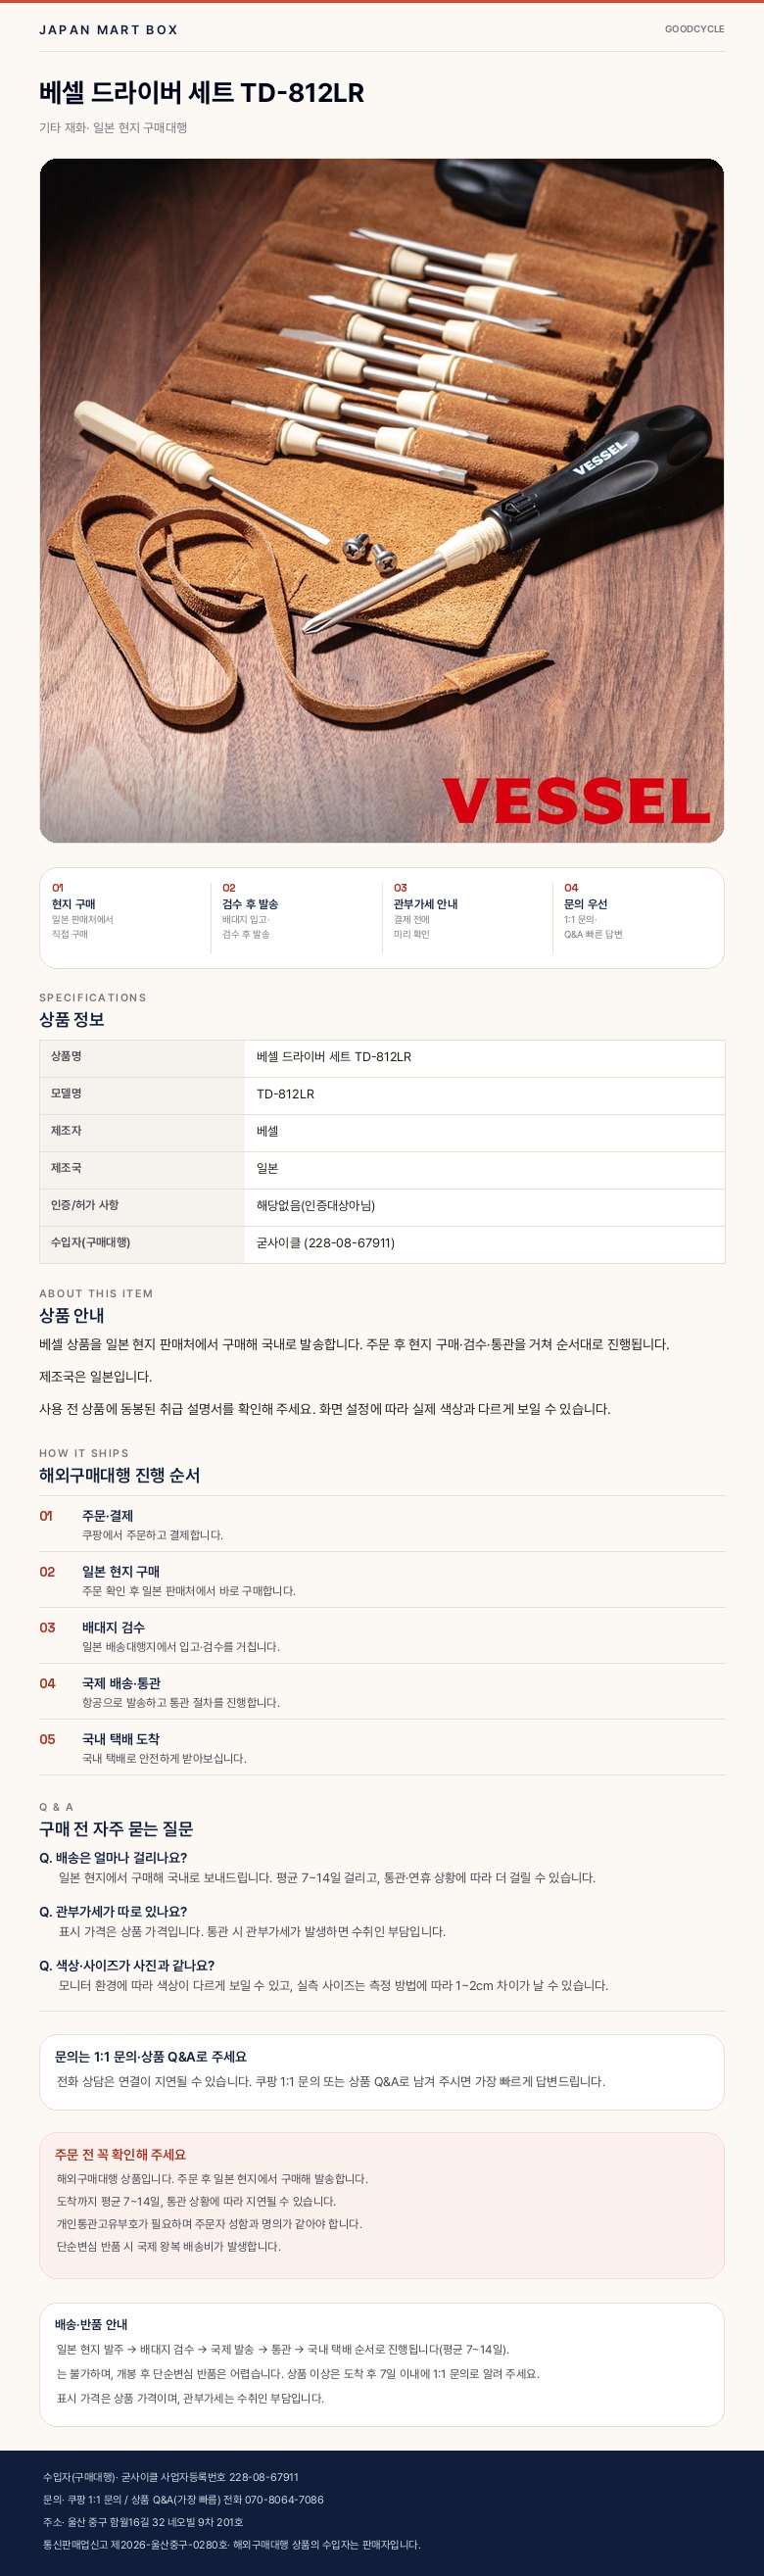 JAPAN MART BOX
GOODCYCLE
베셀 드라이버 세트 TD-812LR
기타 재화· 일본 현지 구매대행
VESSEL
VESSEL
01
현지 구매
일본 판매처에서
직접 구매
02
검수 후 발송
배대지 입고·
검수 후 발송
03
관부가세 안내
결제 전에
미리 확인
04
문의 우선
1:1 문의·
Q&A 빠른 답변
SPECIFICATIONS
상품 정보
상품명 베셀 드라이버 세트 TD-812LR
모델명 TD-812LR
제조자 베셀
제조국 일본
인증/허가 사항 해당없음(인증대상아님)
수입자(구매대행) 굳사이클 (228-08-67911)
ABOUT THIS ITEM
상품 안내
베셀 상품을 일본 현지 판매처에서 구매해 국내로 발송합니다. 주문 후 현지 구매·검수·통관을 거쳐 순서대로 진행됩니다.
제조국은 일본입니다.
사용 전 상품에 동봉된 취급 설명서를 확인해 주세요. 화면 설정에 따라 실제 색상과 다르게 보일 수 있습니다.
HOW IT SHIPS
해외구매대행 진행 순서
01 주문·결제
쿠팡에서 주문하고 결제합니다.
02 일본 현지 구매
주문 확인 후 일본 판매처에서 바로 구매합니다.
03 배대지 검수
일본 배송대행지에서 입고·검수를 거칩니다.
04 국제 배송·통관
항공으로 발송하고 통관 절차를 진행합니다.
05 국내 택배 도착
국내 택배로 안전하게 받아보십니다.
Q & A
구매 전 자주 묻는 질문
Q. 배송은 얼마나 걸리나요?
일본 현지에서 구매해 국내로 보내드립니다. 평균 7~14일 걸리고, 통관·연휴 상황에 따라 더 걸릴 수 있습니다.
Q. 관부가세가 따로 있나요?
표시 가격은 상품 가격입니다. 통관 시 관부가세가 발생하면 수취인 부담입니다.
Q. 색상·사이즈가 사진과 같나요?
모니터 환경에 따라 색상이 다르게 보일 수 있고, 실측 사이즈는 측정 방법에 따라 1~2cm 차이가 날 수 있습니다.
문의는 1:1 문의·상품 Q&A로 주세요
전화 상담은 연결이 지연될 수 있습니다. 쿠팡 1:1 문의 또는 상품 Q&A로 남겨 주시면 가장 빠르게 답변드립니다.
주문 전 꼭 확인해 주세요
해외구매대행 상품입니다. 주문 후 일본 현지에서 구매해 발송합니다.
도착까지 평균 7~14일, 통관 상황에 따라 지연될 수 있습니다.
개인통관고유부호가 필요하며 주문자 성함과 명의가 같아야 합니다.
단순변심 반품 시 국제 왕복 배송비가 발생합니다.
배송·반품 안내
일본 현지 발주 → 배대지 검수 → 국제 발송 → 통관 → 국내 택배 순서로 진행됩니다(평균 7~14일).
는 불가하며, 개봉 후 단순변심 반품은 어렵습니다. 상품 이상은 도착 후 7일 이내에 1:1 문의로 알려 주세요.
표시 가격은 상품 가격이며, 관부가세는 수취인 부담입니다.
수입자(구매대행)· 굳사이클 사업자등록번호 228-08-67911
문의· 쿠팡 1:1 문의 / 상품 Q&A(가장 빠름) 전화 070-8064-7086
주소· 울산 중구 함월16길 32 네오빌 9차 201호
통신판매업신고 제2026-울산중구-0280호· 해외구매대행 상품의 수입자는 판매자입니다.